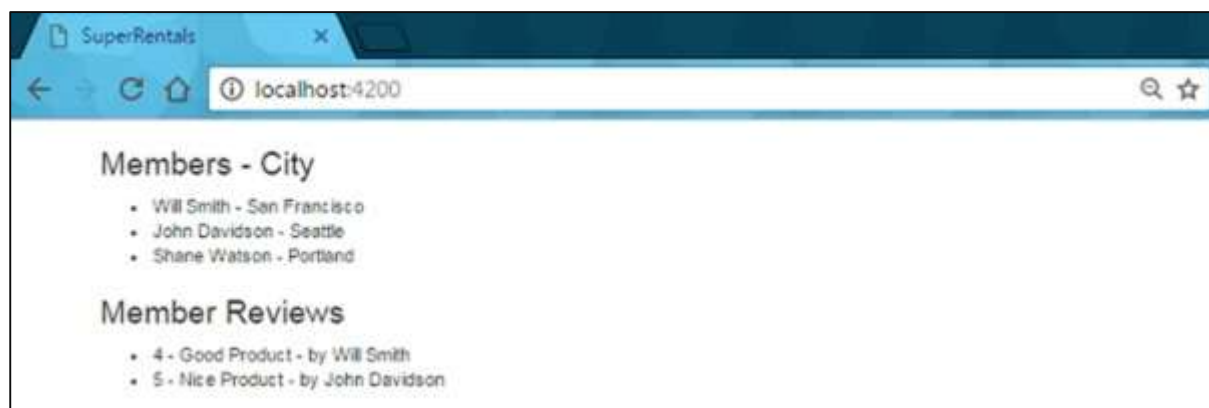 SuperRentals
localhost:4200
Members - City
Will Smith - San Francisco
John Davidson - Seattle
Shane Watson - Portland
Member Reviews
4 - Good Product - by Will Smith
5 - Nice Product - by John Davidson